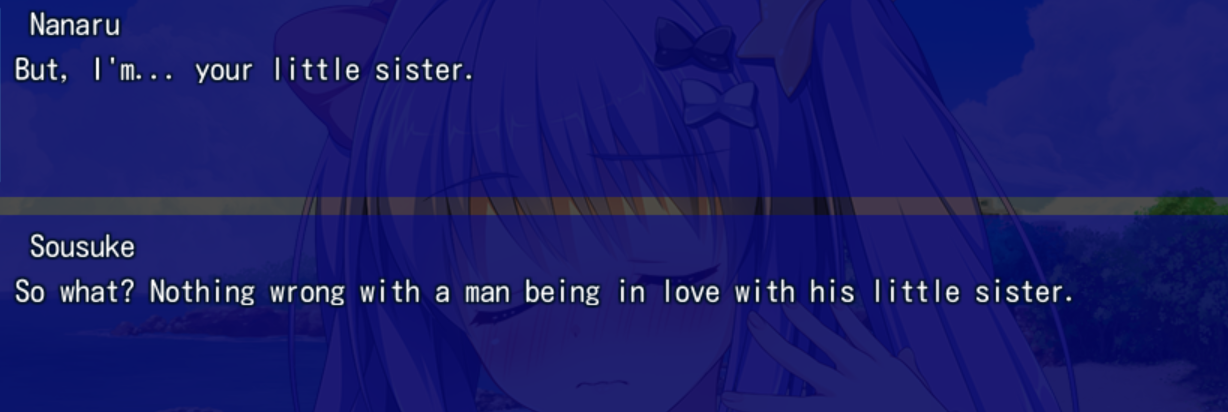 Nanaru
But, I'm... your little sister.
Sousuke
So what? Nothing wrong with a man being in love with his little sister.